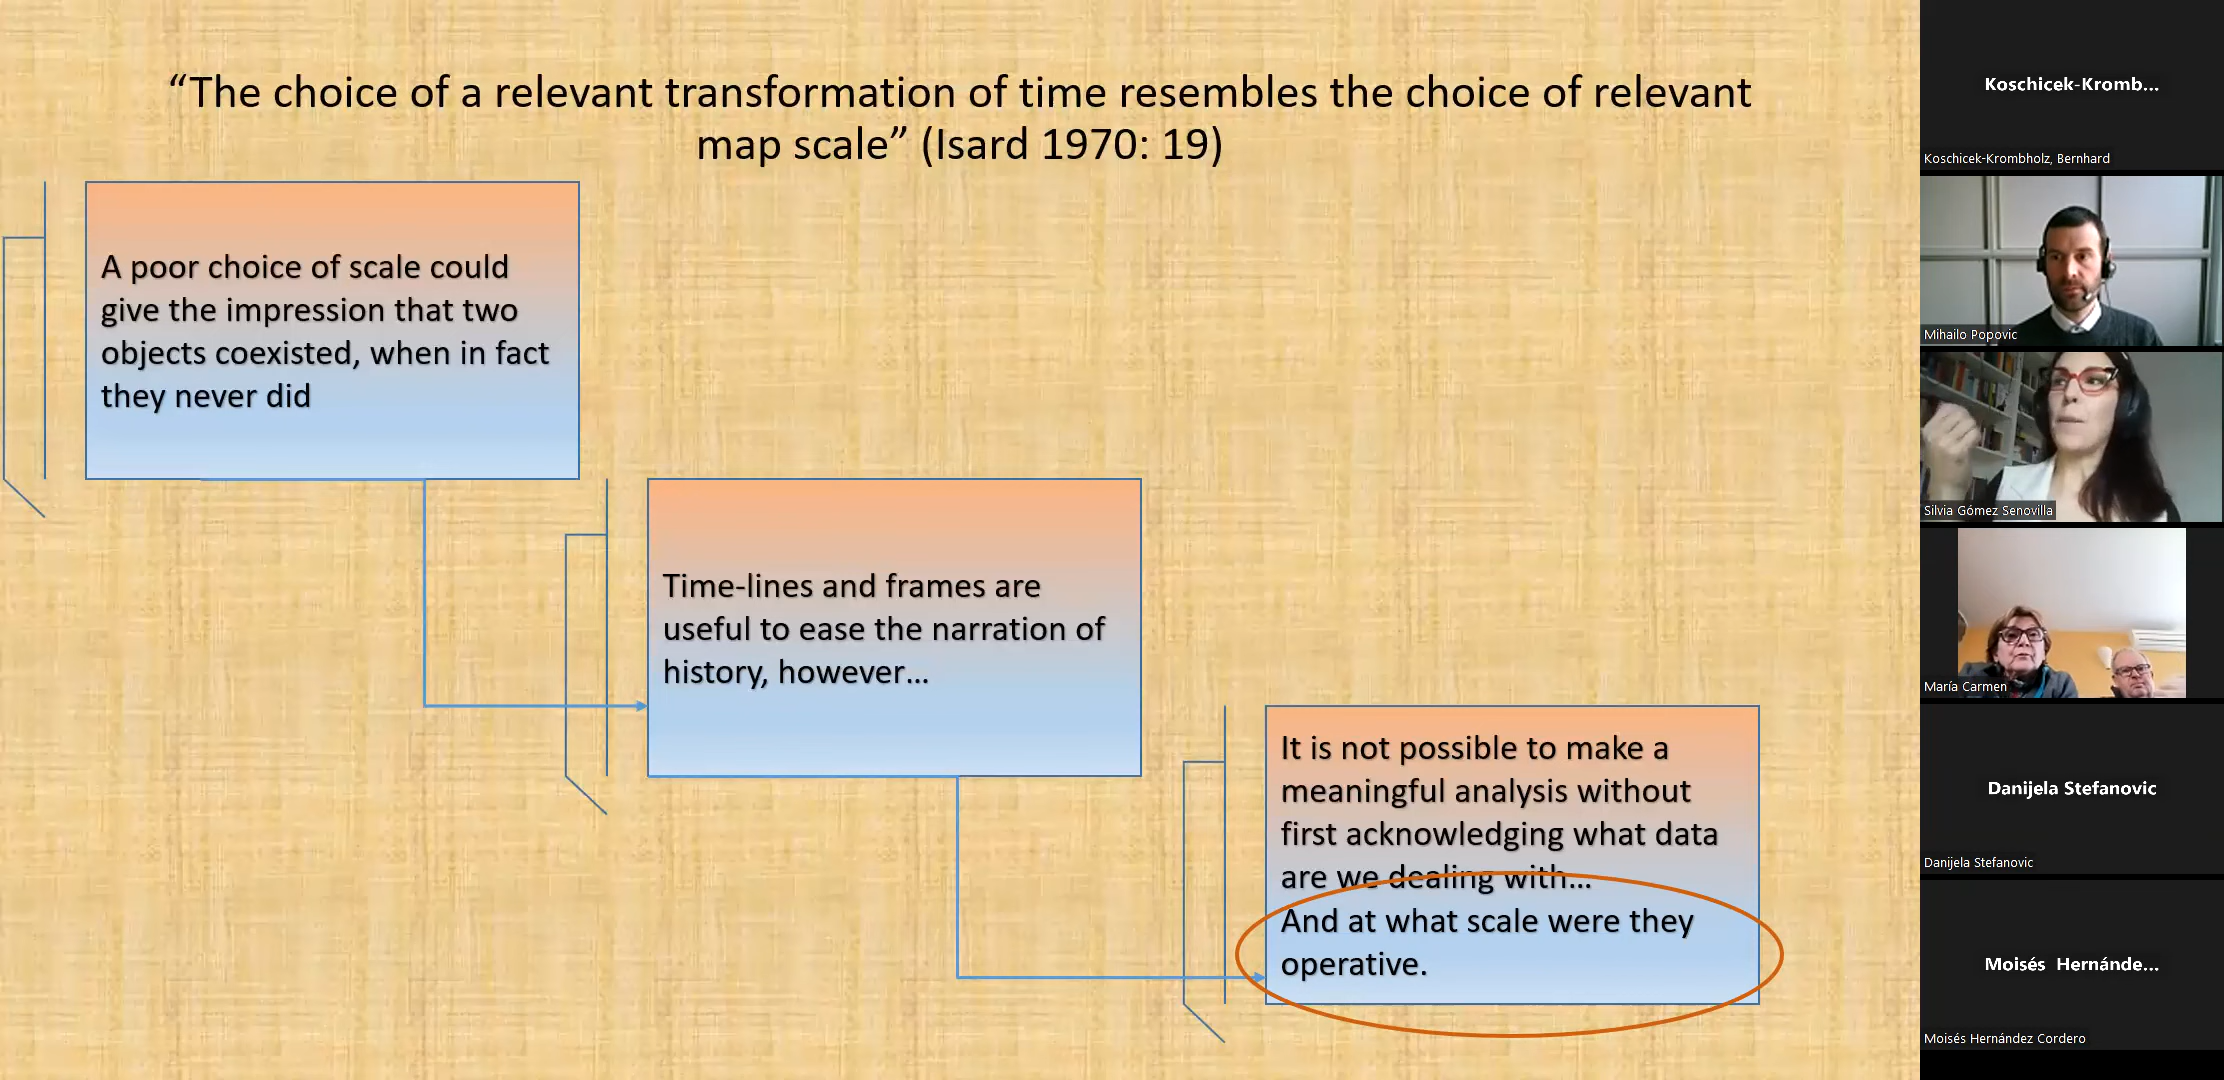 “The choice of a relevant transformation of time resembles the choice of relevant
map scale” (Isard 1970: 19)
A poor choice of scale could
give the impression that two
objects coexisted, when in fact
they never did
Time-lines and frames are
useful to ease the narration of
history, however…
It is not possible to make a
meaningful analysis without
first acknowledging what data
are we dealing with…
And at what scale were they
operative.
Koschicek-Kromb...
Koschicek-Krombholz, Bernhard
Mihailo Popovic
Silvia Gómez Senovilla
María Carmen
Danijela Stefanovic
Danijela Stefanovic
Moisés Hernánde...
Moisés Hernández Cordero